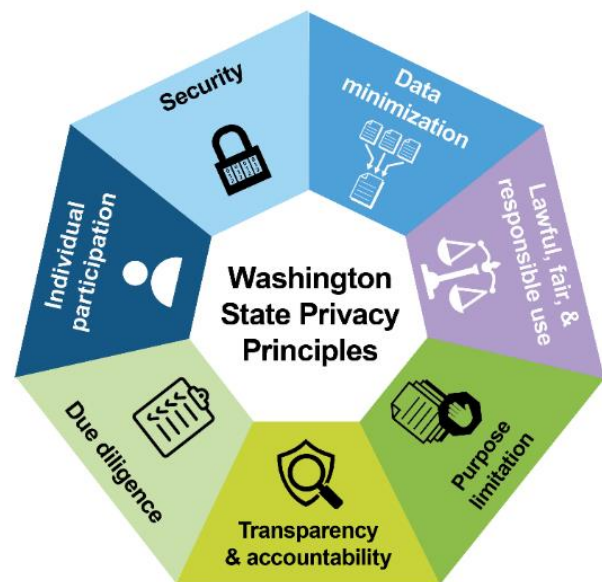 Washington
State Privacy
Principles
Security
Data
minimization
Lawful, fair, &
responsible use
Purpose
limitation
Transparency
& accountability
Due diligence
Individual
participation